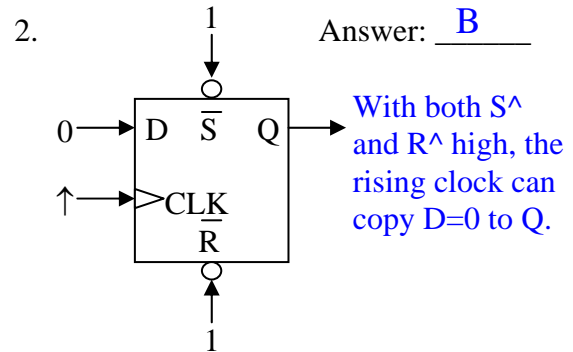 2.
1
Answer: B
0
D
S̅
Q
With both S^
and R^ high, the
rising clock can
copy D=0 to Q.
↑
CLK
R̅
1